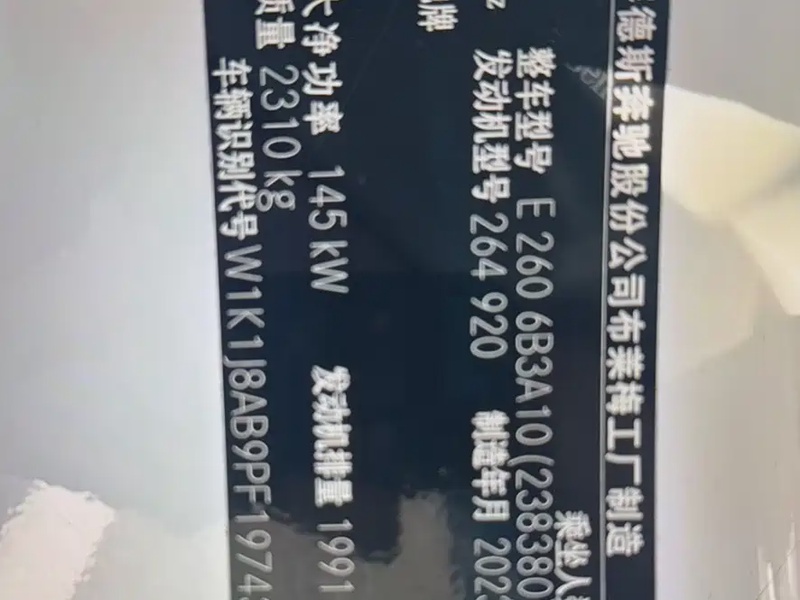 德斯奔驰股份公司布莱梅工厂制造
乘坐人
整车型号 E 260 6B3A10 (238380
发动机型号 264 920 制造年月 202
牌
净功率 145 kW 发动机排量 1991
质量 2310 kg
车辆识别代号 W1K1J8AB9PF1974